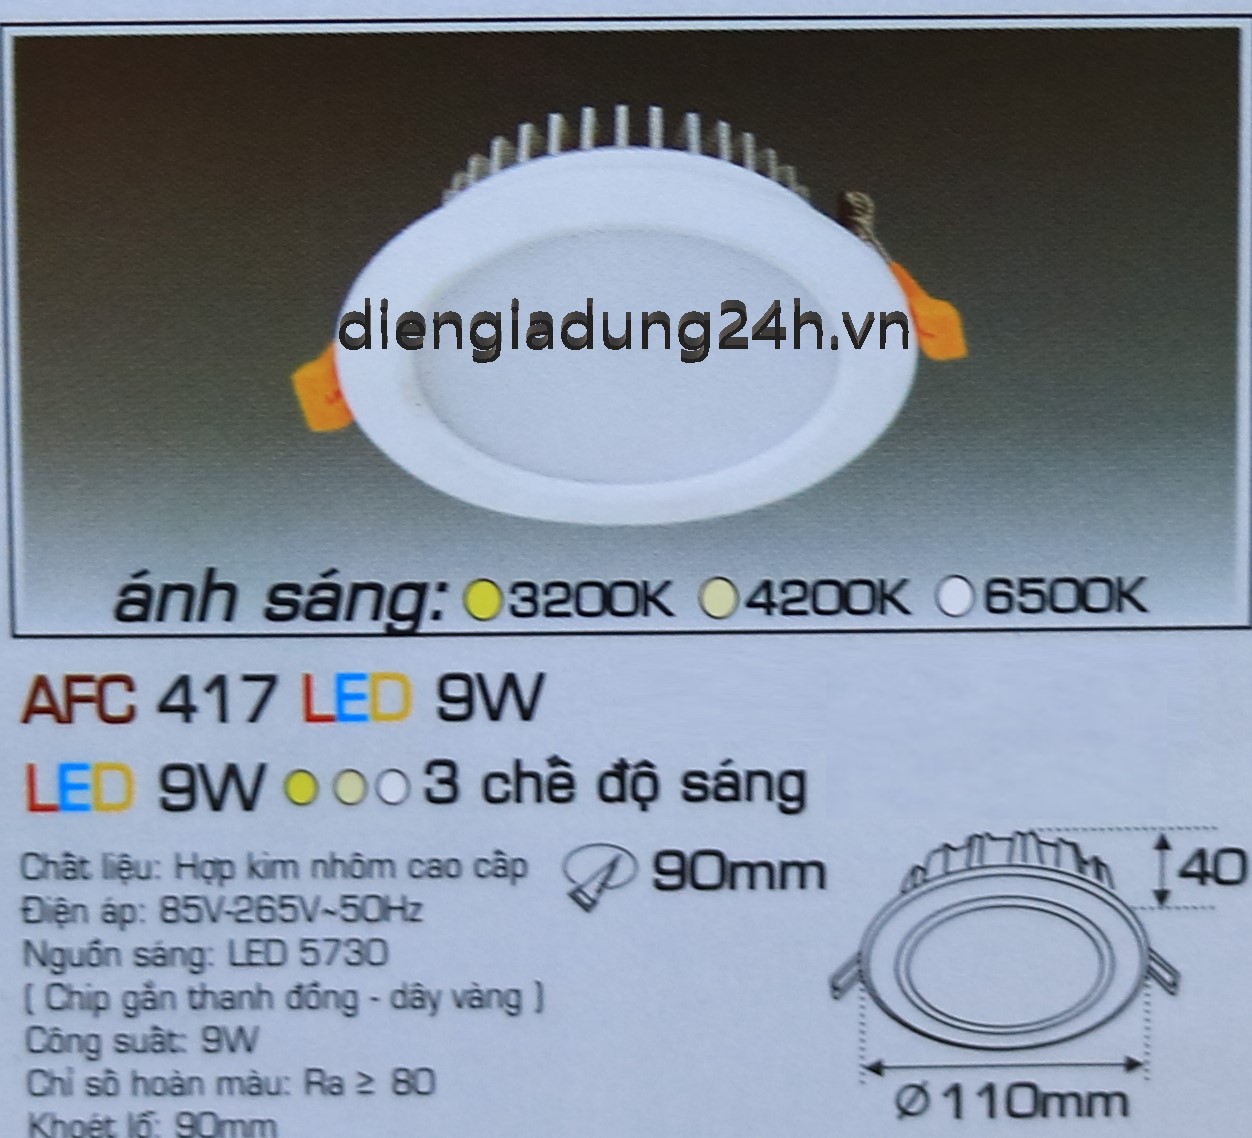 diengiadung24h.vn
ánh sáng: 3200K 4200K 6500K
AFC 417 LED 9W
LED 9W 3 chế độ sáng
Chất liệu: Hợp kim nhôm cao cấp
Điện áp: 85V-265V~50Hz
Nguồn sáng: LED 5730
( Chip gắn thanh đồng - dây vàng )
Công suất: 9W
Chỉ số hoàn màu: Ra ≥ 80
Khoét lỗ: 90mm
90mm
40
Ø110mm